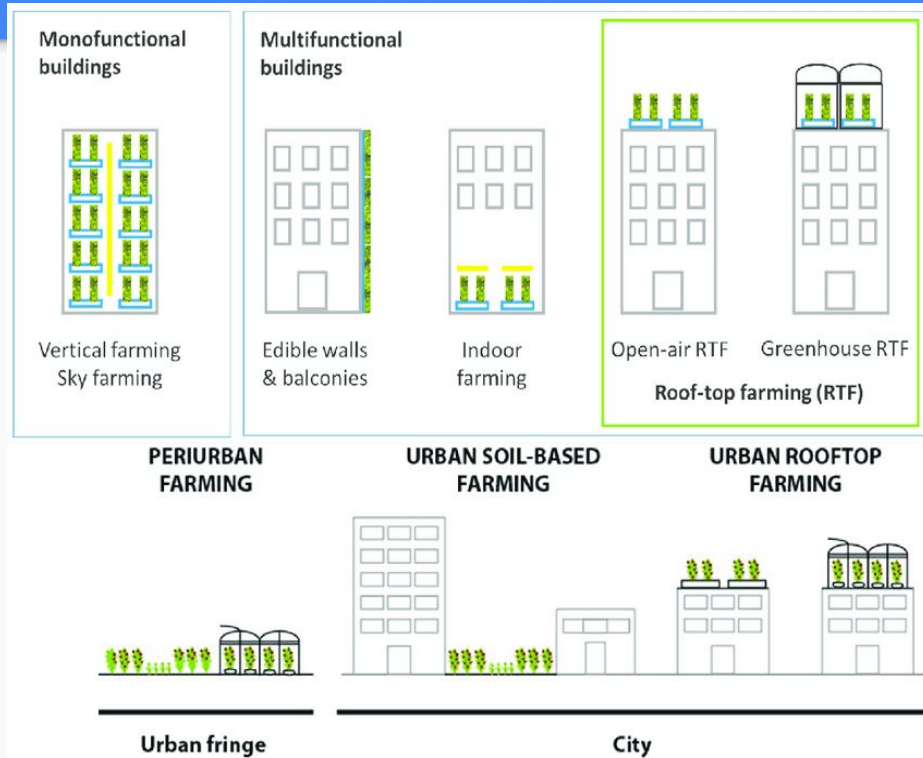 Monofunctional
buildings
Multifunctional
buildings
Vertical farming
Sky farming
Edible walls
& balconies
Indoor
farming
Open-air RTF
Greenhouse RTF
Roof-top farming (RTF)
PERIURBAN
FARMING
URBAN SOIL-BASED
FARMING
URBAN ROOFTOP
FARMING
Urban fringe
City